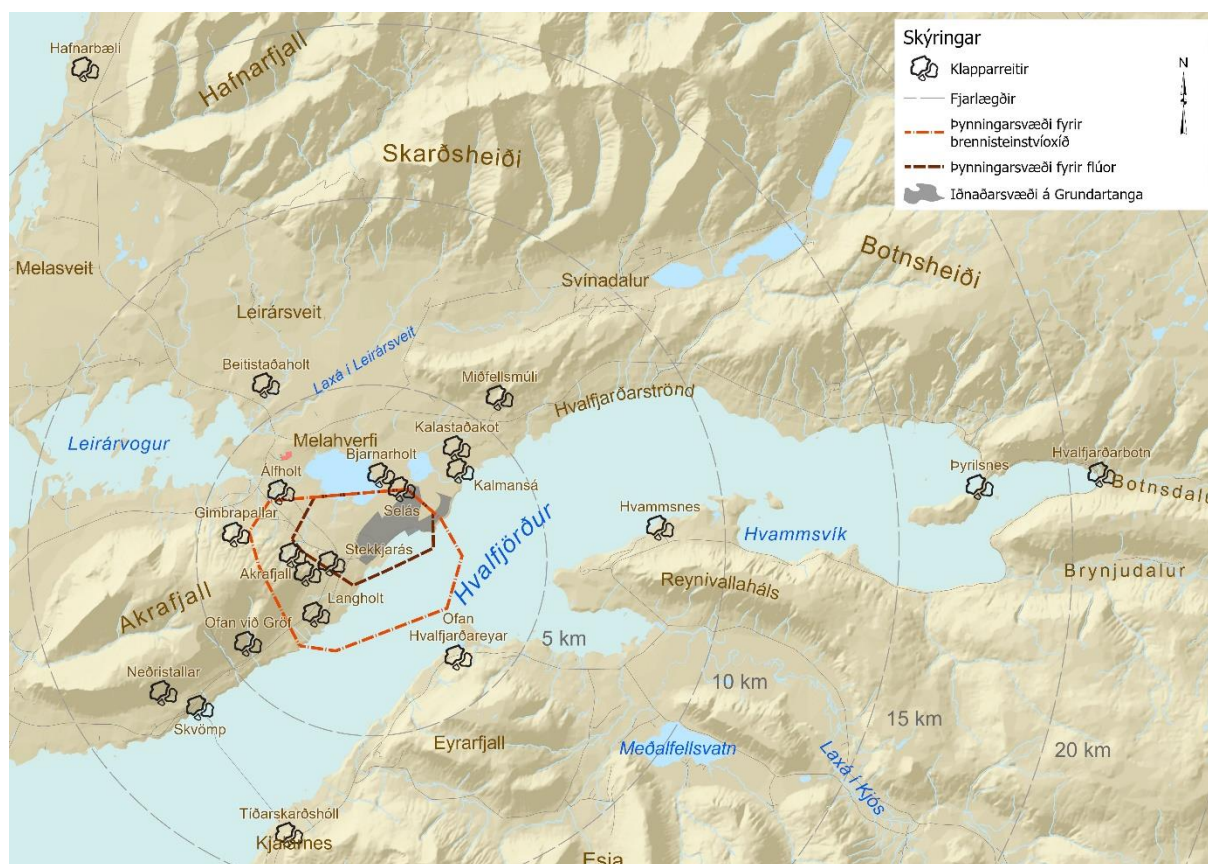 Hafnarbæli
Hafnarfjall
Skýringar
Klapparreitir
Fjarlægðir
Þynningarsvæði fyrir
brennisteinstvíoxíð
Þynningarsvæði fyrir flúor
Iðnaðarsvæði á Grundartanga
N
Skarðsheiði
Botnsheiði
Melasveit
Svínadalur
Leirársveit
Beitistaðaholt
Laxá í Leirársveit
Miðfellsmúli
Hvalfjarðarströnd
Kalastaðakot
Leirárvogur
Melahverfi
Bjarnarholt
Álfholt
Kalmansá
Þyrilsnes
Hvalfjarðarbotn
Botnsdalu
Gimbrapallar
Selás
Hvammsnes
Hvammsvík
Stekkjarás
Hvalfjörður
Akrafjall
Akrafjall
Langholt
Reynivallaháls
Brynjudalur
Ofan við Gröf
Ofan
Hvalfjarðareyar
5 km
Neðristallar
10 km
Skvömp
15 km
Eyrarfjall
Meðalfellsvatn
Laxá í Kjós
20 km
Tíðarskarðshóll
Kjalarnes
Esja